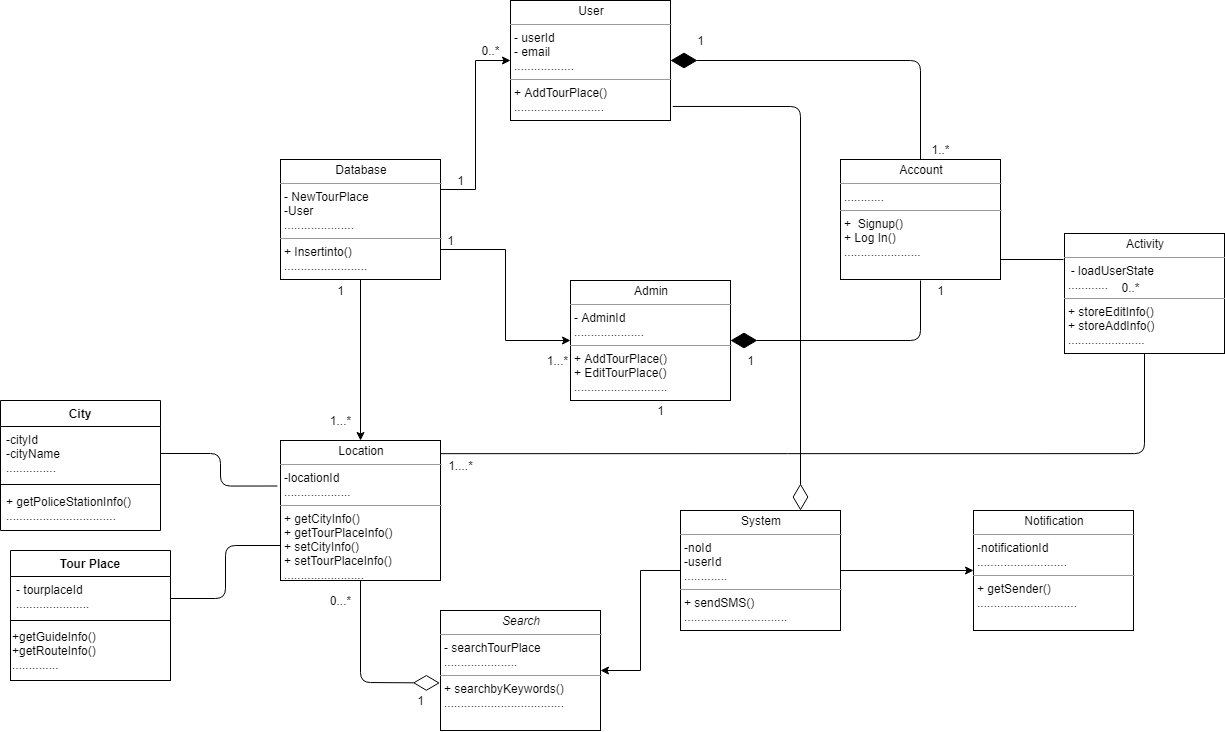 User
- userId
- email
.................
+ AddTourPlace()
..........................
1
0..*
1..*
Database
- NewTourPlace
-User
....................
+ Insertinto()
........................
1
1
1
Account
............
+  Signup()
+ Log In()
......................
1
Activity
- loadUserState
............
0..*
+ storeEditInfo()
+ storeAddInfo()
......................
Admin
- AdminId
....................
+ AddTourPlace()
+ EditTourPlace()
...........................
1...*
1
1
City
-cityId
-cityName
..............
+ getPoliceStationInfo()
................................
1...*
Location
-locationId
...................
+ getCityInfo()
+ getTourPlaceInfo()
+ setCityInfo()
+ setTourPlaceInfo()
.......................
1....*
0...*
Tour Place
- tourplaceId
.....................
+getGuideInfo()
+getRouteInfo()
.............
Search
- searchTourPlace
.....................
+ searchbyKeywords()
..................................
1
System
-noId
-userId
............
+ sendSMS()
..............................
Notification
-notificationId
..........................
+ getSender()
.............................